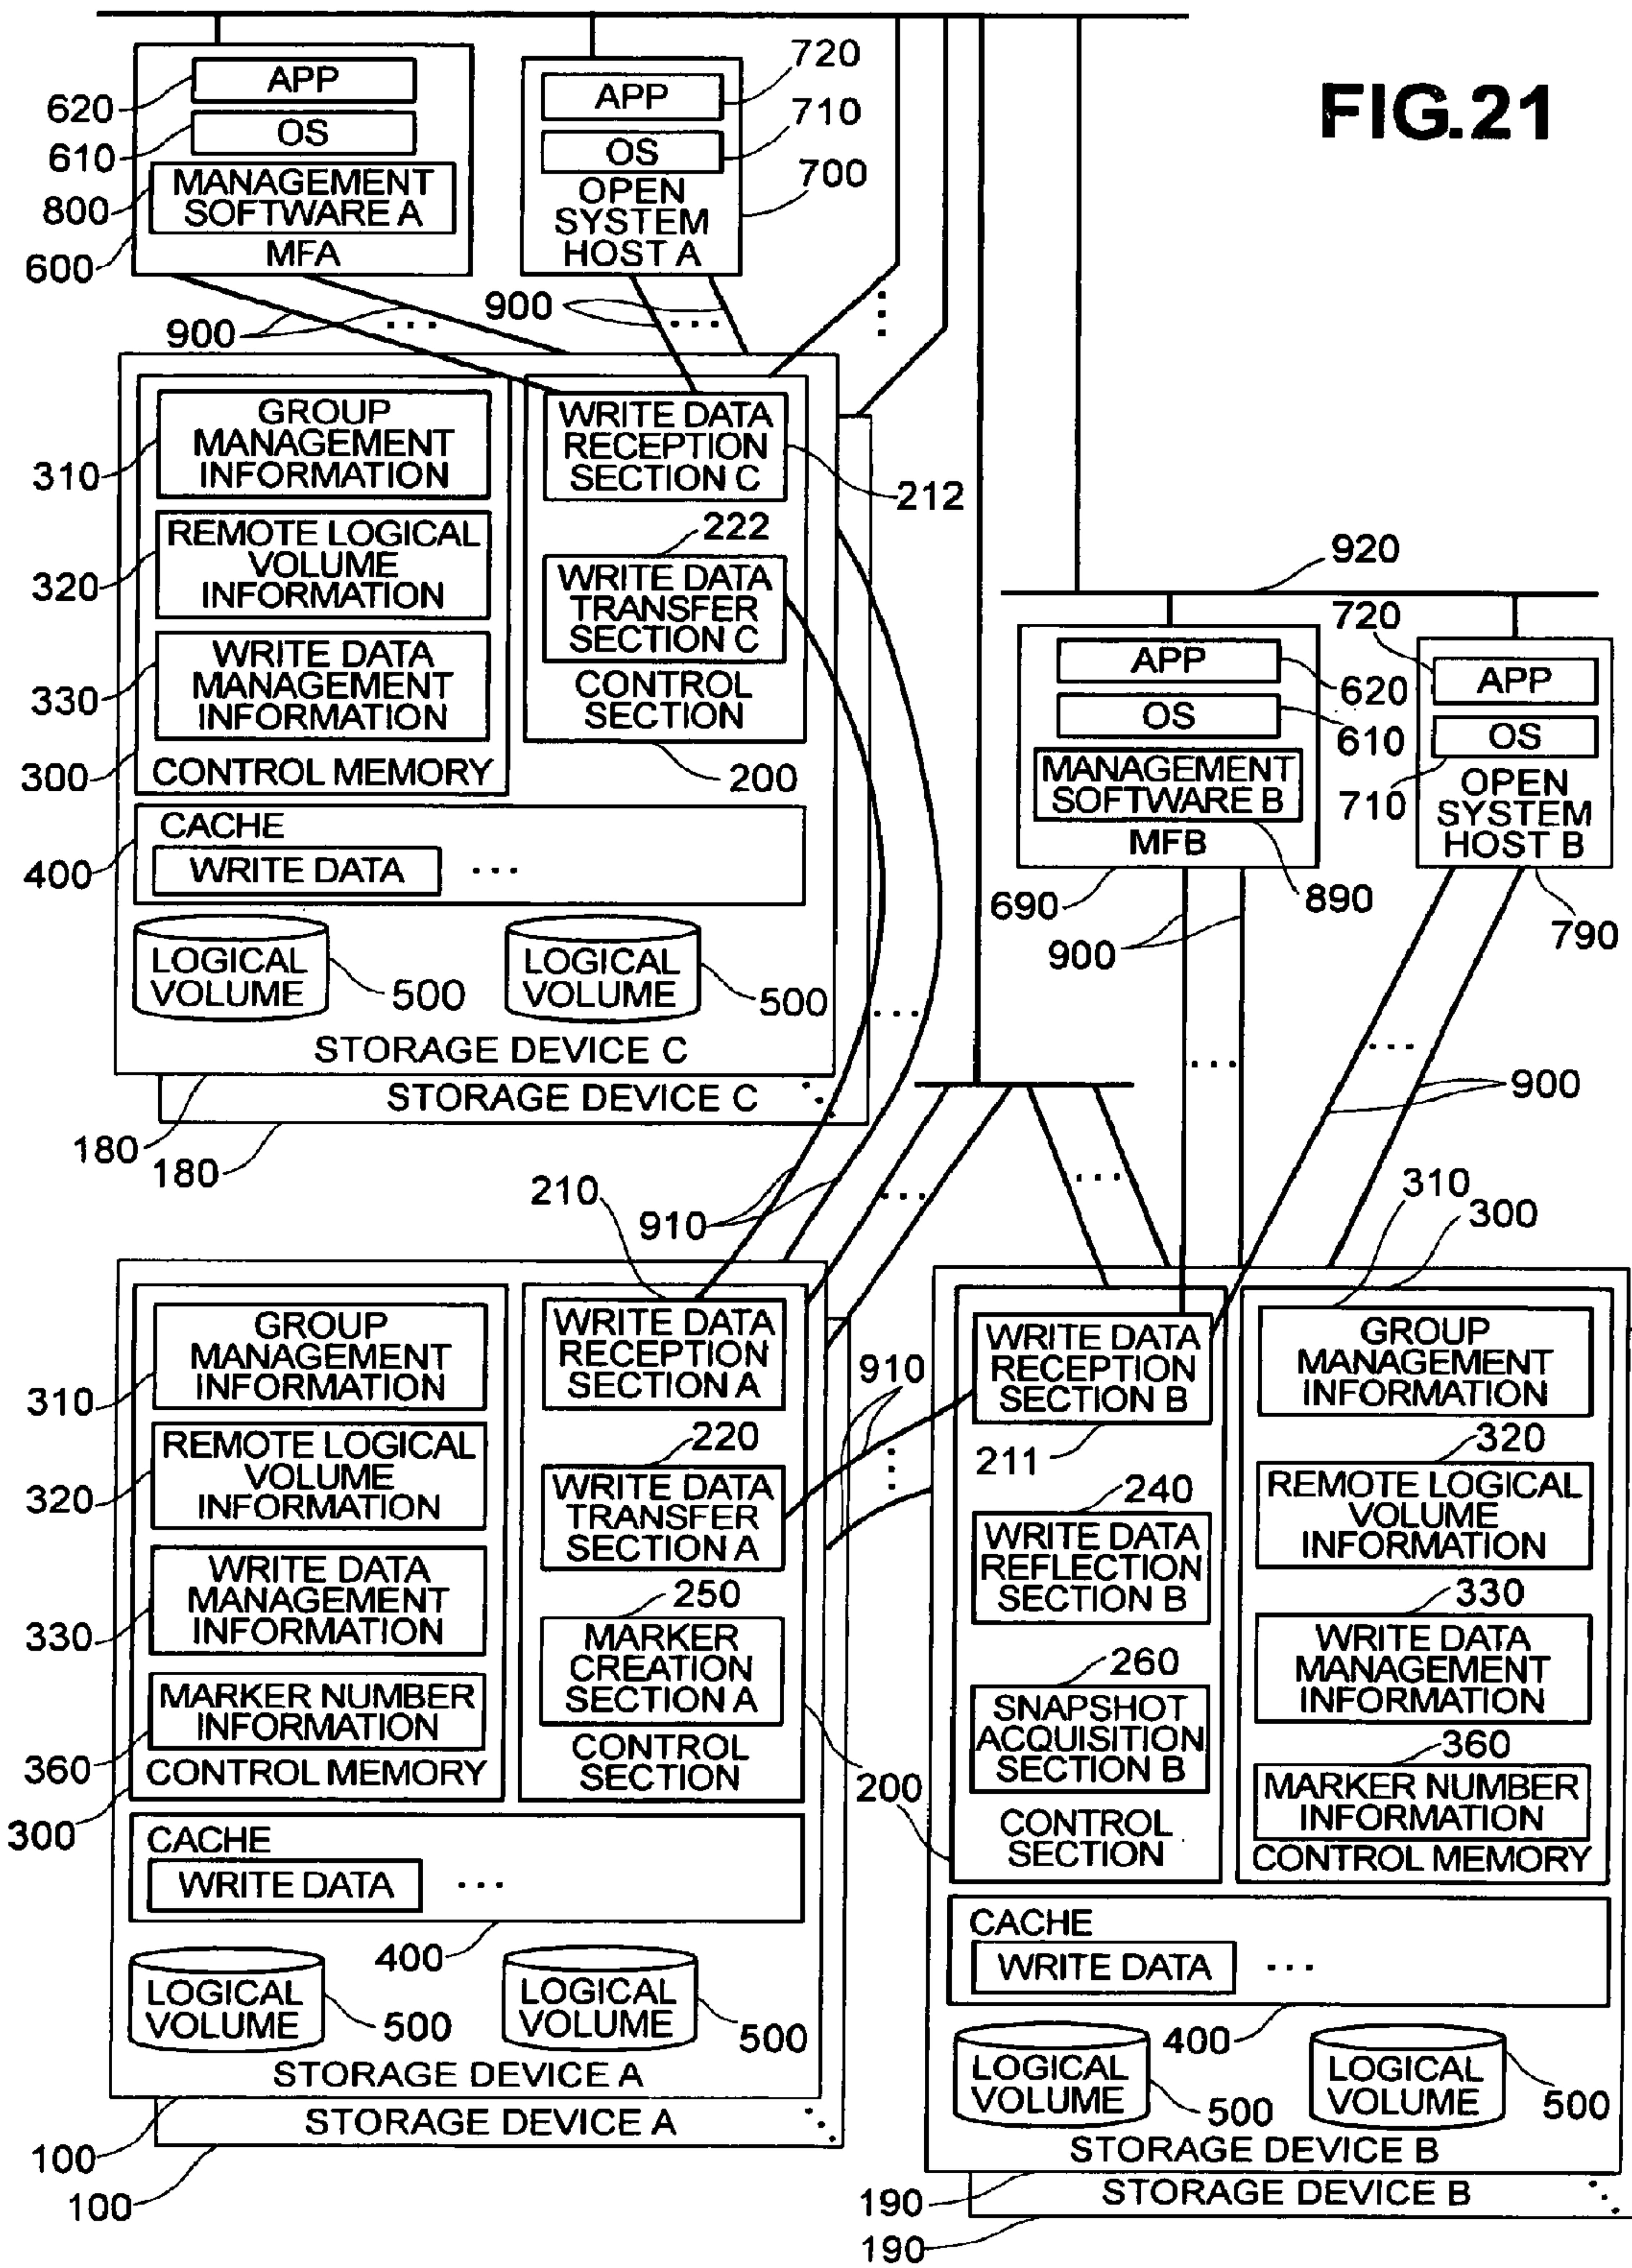 FIG.21
620
APP
610
OS
800
MANAGEMENT
SOFTWARE A
600
MFA
720
APP
710
OS
700
OPEN
SYSTEM
HOST A
900
...
900
...
310
GROUP
MANAGEMENT
INFORMATION
320
REMOTE LOGICAL
VOLUME
INFORMATION
330
WRITE DATA
MANAGEMENT
INFORMATION
300
CONTROL MEMORY
WRITE DATA
RECEPTION
SECTION C
212
222
WRITE DATA
TRANSFER
SECTION C
CONTROL
SECTION
200
CACHE
400
WRITE DATA
...
LOGICAL
VOLUME
500
LOGICAL
VOLUME
500
STORAGE DEVICE C
STORAGE DEVICE C
180
180
920
APP
620
OS
610
MANAGEMENT
SOFTWARE B
MFB
690
890
720
APP
OS
710
OPEN
SYSTEM
HOST B
790
900
...
...
900
910
...
...
...
210
310
GROUP
MANAGEMENT
INFORMATION
320
REMOTE LOGICAL
VOLUME
INFORMATION
330
WRITE DATA
MANAGEMENT
INFORMATION
MARKER NUMBER
INFORMATION
360
CONTROL MEMORY
300
WRITE DATA
RECEPTION
SECTION A
220
WRITE DATA
TRANSFER
SECTION A
250
MARKER
CREATION
SECTION A
CONTROL
SECTION
200
CACHE
WRITE DATA
...
400
LOGICAL
VOLUME
500
LOGICAL
VOLUME
500
STORAGE DEVICE A
STORAGE DEVICE A
100
100
910
310
300
WRITE DATA
RECEPTION
SECTION B
211
240
WRITE DATA
REFLECTION
SECTION B
260
SNAPSHOT
ACQUISITION
SECTION B
CONTROL
SECTION
GROUP
MANAGEMENT
INFORMATION
320
REMOTE LOGICAL
VOLUME
INFORMATION
330
WRITE DATA
MANAGEMENT
INFORMATION
360
MARKER NUMBER
INFORMATION
CONTROL MEMORY
CACHE
WRITE DATA
...
400
LOGICAL
VOLUME
500
LOGICAL
VOLUME
500
STORAGE DEVICE B
STORAGE DEVICE B
190
190